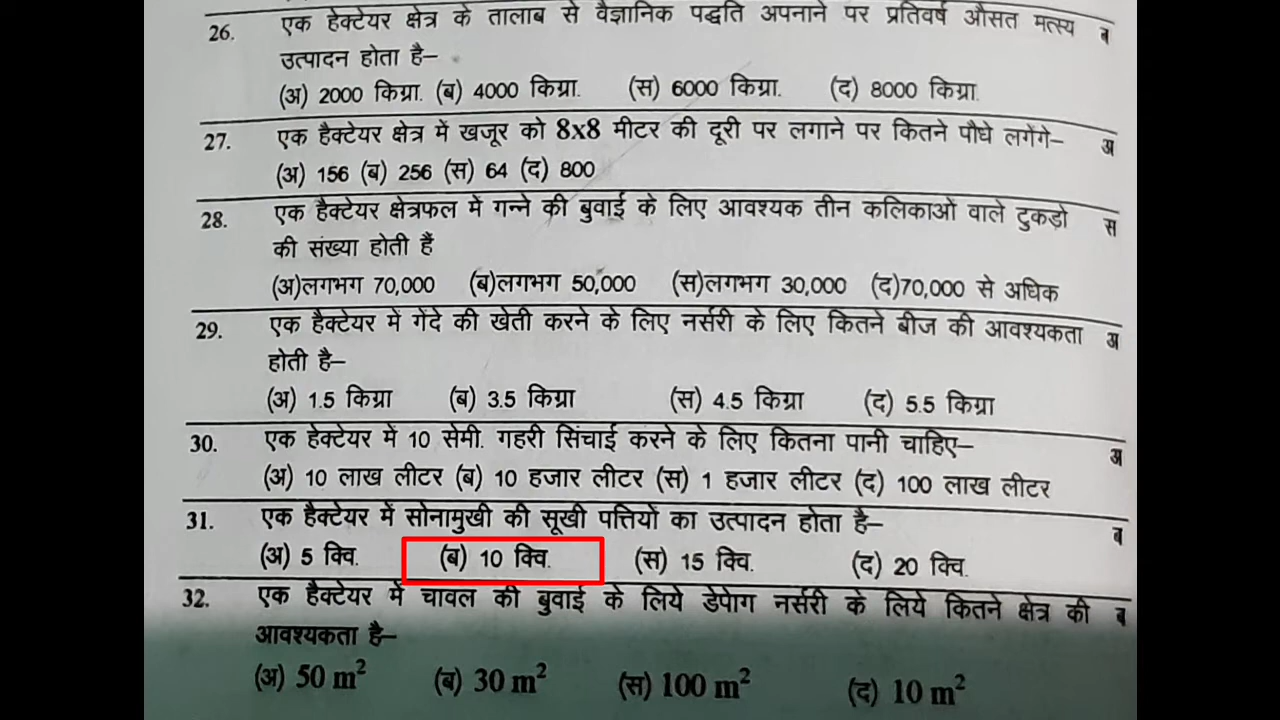 26. एक हेक्टेयर क्षेत्र के तालाब से वैज्ञानिक पद्धति अपनाने पर प्रतिवर्ष औसत मत्स्य ब
उत्पादन होता है–
(अ) 2000 किग्रा. (ब) 4000 किग्रा. (स) 6000 किग्रा. (द) 8000 किग्रा.
27. एक हैक्टेयर क्षेत्र में खजूर को 8x8 मीटर की दूरी पर लगाने पर कितने पौधे लगेंगे– अ
(अ) 156 (ब) 256 (स) 64 (द) 800
28. एक हैक्टेयर क्षेत्रफल में गन्ने की बुवाई के लिए आवश्यक तीन कलिकाओं वाले टुकड़ो स
की संख्या होती हैं
(अ)लगभग 70,000 (ब)लगभग 50,000 (स)लगभग 30,000 (द)70,000 से अधिक
29. एक हैक्टेयर में गेंदे की खेती करने के लिए नर्सरी के लिए कितने बीज की आवश्यकता अ
होती है–
(अ) 1.5 किग्रा (ब) 3.5 किग्रा (स) 4.5 किग्रा (द) 5.5 किग्रा
30. एक हेक्टेयर में 10 सेमी. गहरी सिंचाई करने के लिए कितना पानी चाहिए– अ
(अ) 10 लाख लीटर (ब) 10 हजार लीटर (स) 1 हजार लीटर (द) 100 लाख लीटर
31. एक हैक्टेयर में सोनामुखी की सूखी पत्तियों का उत्पादन होता है– ब
(अ) 5 क्वि. (ब) 10 क्वि. (स) 15 क्वि. (द) 20 क्वि.
32. एक हैक्टेयर में चावल की बुवाई के लिये डेपोग नर्सरी के लिये कितने क्षेत्र की ब
आवश्यकता है–
(अ) 50 m² (ब) 30 m² (स) 100 m² (द) 10 m²